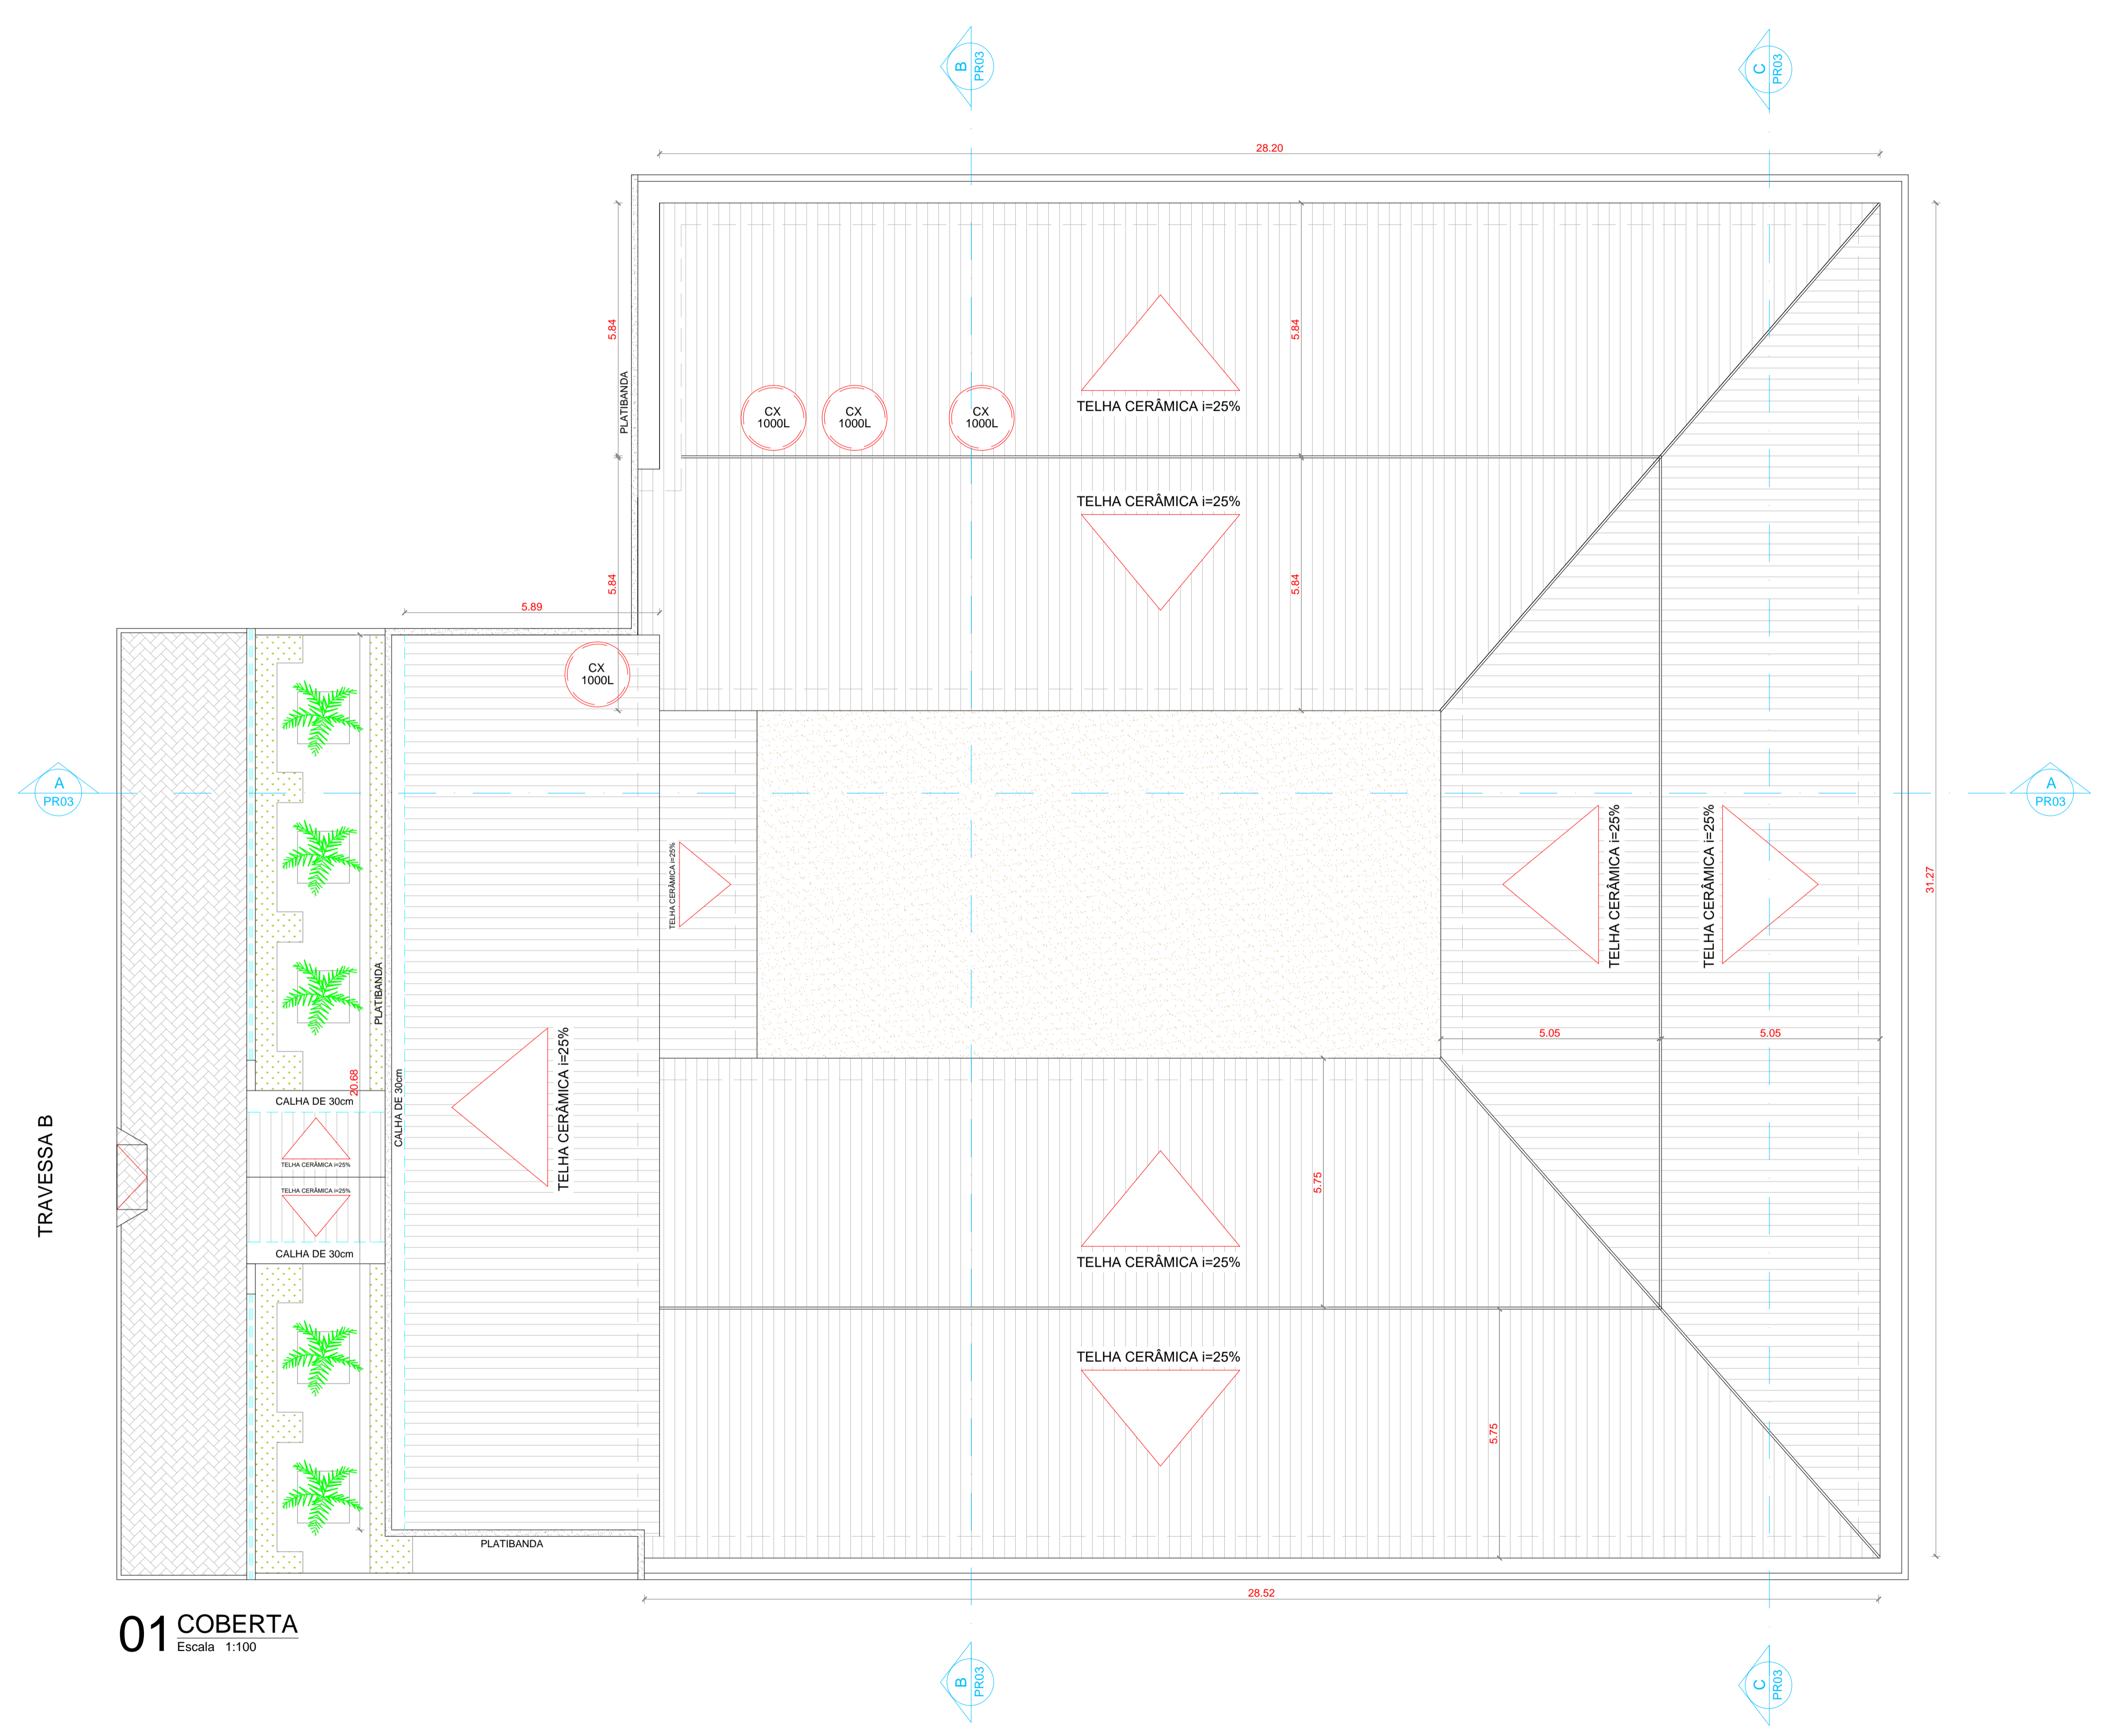 B
PR03
C
PR03
28.20
5.84
5.84
PLATIBANDA
TELHA CERÂMICA i=25%
CX
1000L
CX
1000L
CX
1000L
TELHA CERÂMICA i=25%
5.84
5.84
5.89
CX
1000L
A
PR03
A
PR03
TELHA CERÂMICA i=25%
TELHA CERÂMICA i=25%
TELHA CERÂMICA i=25%
31.27
PLATIBANDA
5.05
5.05
20.68
CALHA DE 30cm
CALHA DE 30cm
TELHA CERÂMICA i=25%
TELHA CERÂMICA i=25%
TELHA CERÂMICA i=25%
CALHA DE 30cm
TRAVESSA B
5.75
TELHA CERÂMICA i=25%
TELHA CERÂMICA i=25%
5.75
PLATIBANDA
28.52
01 COBERTA
Escala 1:100
B
PR03
C
PR03